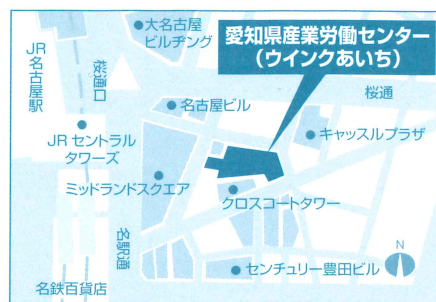 大名古屋
ビルヂング
愛知県産業労働センター
(ウインクあいち)
JR名古屋駅
桜通口
桜通
名古屋ビル
JRセントラル
タワーズ
キャッスルプラザ
ミッドランドスクエア
クロスコートタワー
名駅通
N
センチュリー豊田ビル
名鉄百貨店